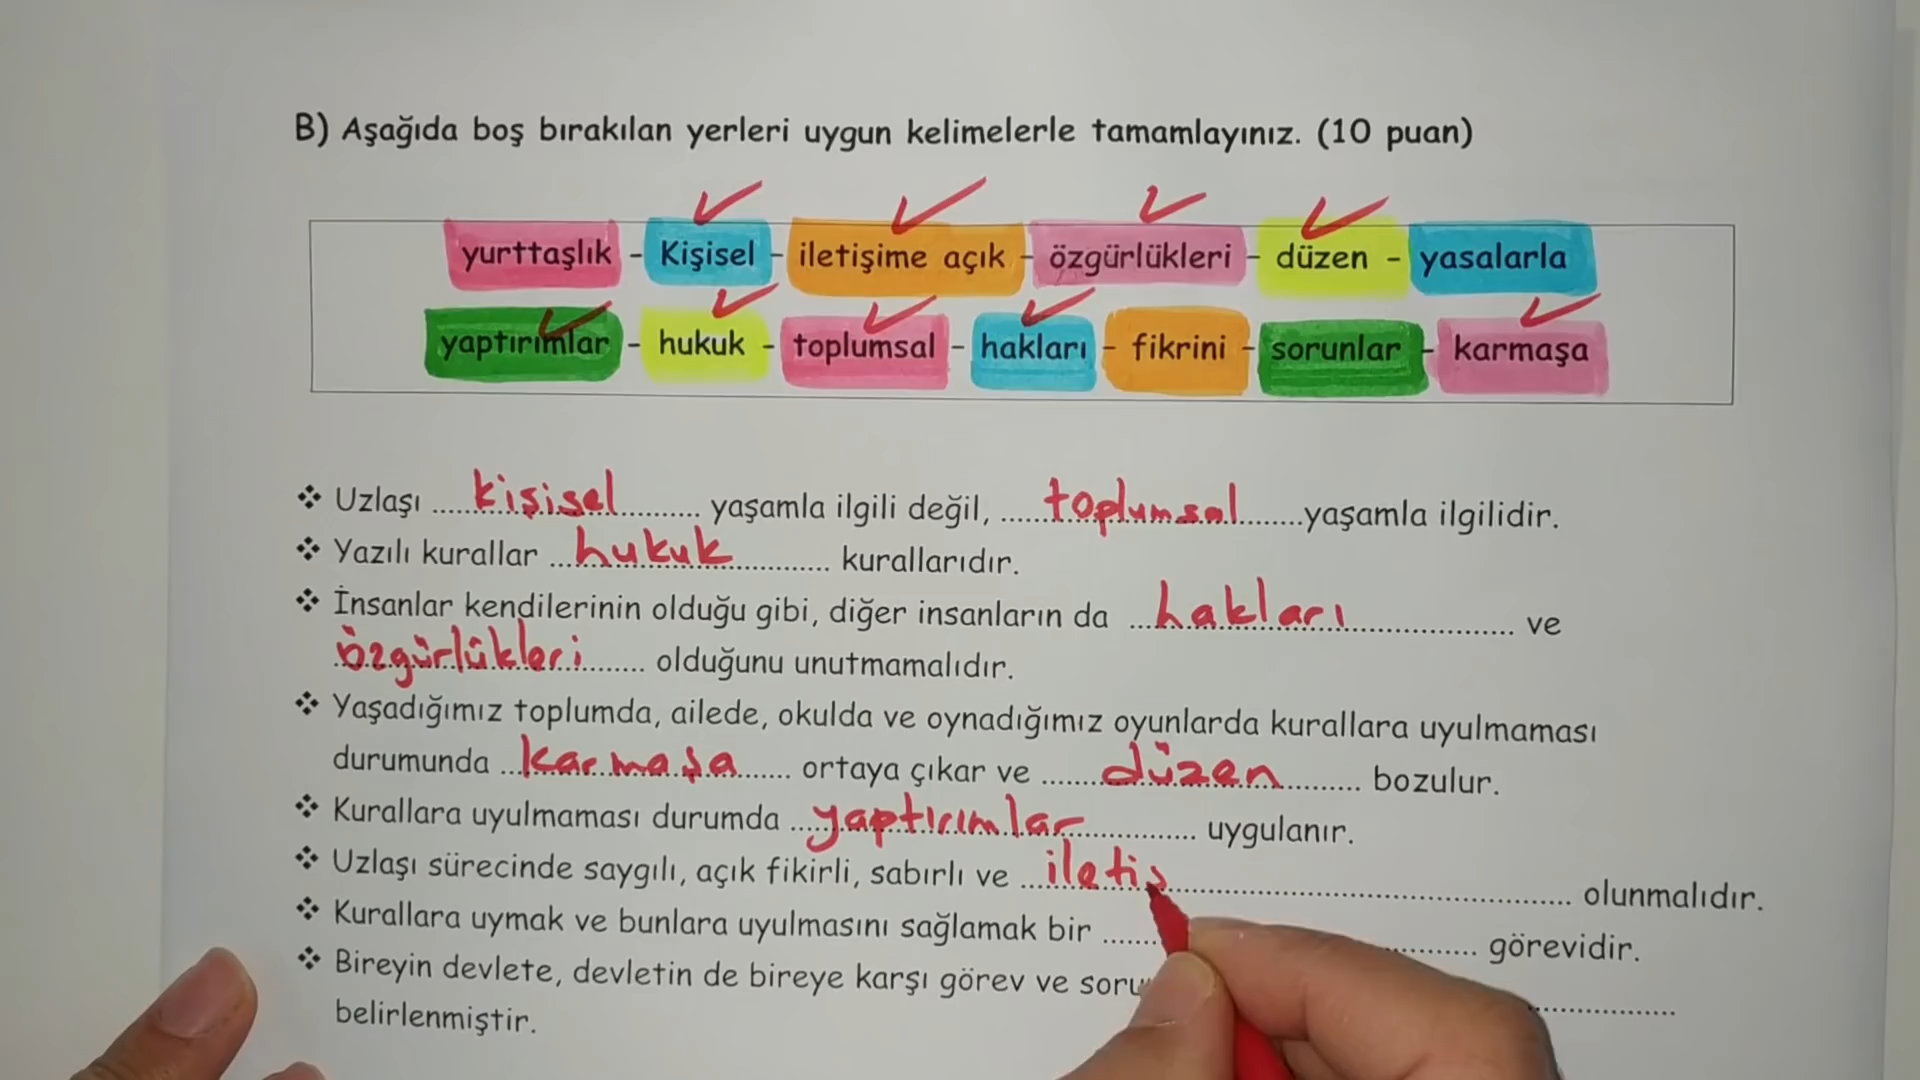 B) Aşağıda boş bırakılan yerleri uygun kelimelerle tamamlayınız. (10 puan)
yurttaşlık - Kişisel - iletişime açık - özgürlükleri - düzen - yasalarla
yaptırımlar - hukuk - toplumsal - hakları - fikrini - sorunlar - karmaşa
❖ Uzlaşı ....kişisel.......... yaşamla ilgili değil, .....toplumsal........yaşamla ilgilidir.
❖ Yazılı kurallar ...hukuk............ kurallarıdır.
❖ İnsanlar kendilerinin olduğu gibi, diğer insanların da ...hakları.................... ve
özgürlükleri....... olduğunu unutmamalıdır.
❖ Yaşadığımız toplumda, ailede, okulda ve oynadığımız oyunlarda kurallara uyulmaması
durumunda ...karmaşa...... ortaya çıkar ve .......düzen.......... bozulur.
❖ Kurallara uyulmaması durumda ...yaptırımlar.............. uygulanır.
❖ Uzlaşı sürecinde saygılı, açık fikirli, sabırlı ve ...iletiş............................................. olunmalıdır.
❖ Kurallara uymak ve bunlara uyulmasını sağlamak bir ................ görevidir.
❖ Bireyin devlete, devletin de bireye karşı görev ve soru ................
belirlenmiştir.